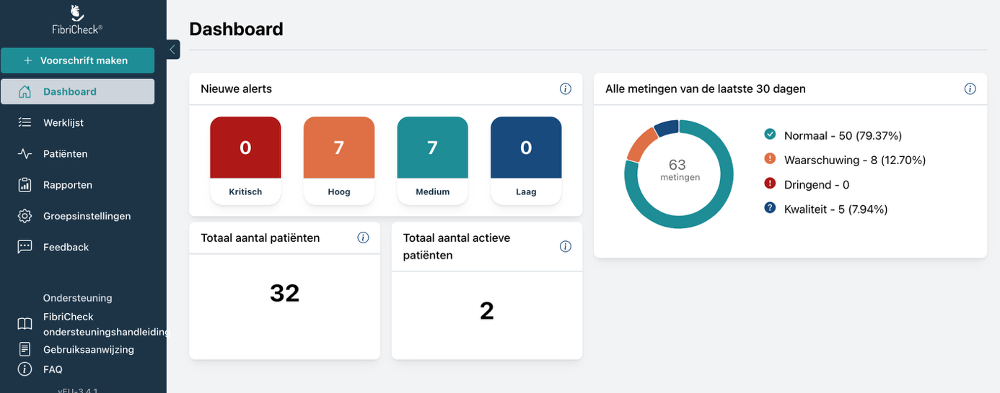 FibriCheck®
+ Voorschrift maken
Dashboard
Werklijst
Patiënten
Rapporten
Groepsinstellingen
Feedback
Ondersteuning
FibriCheck
ondersteuningshandleiding
Gebruiksaanwijzing
FAQ
vEU-3.4.1
Dashboard
Nieuwe alerts
0
Kritisch
7
Hoog
7
Medium
0
Laag
Totaal aantal patiënten
32
Totaal aantal actieve
patiënten
2
Alle metingen van de laatste 30 dagen
63
metingen
Normaal - 50 (79.37%)
Waarschuwing - 8 (12.70%)
Dringend - 0
Kwaliteit - 5 (7.94%)